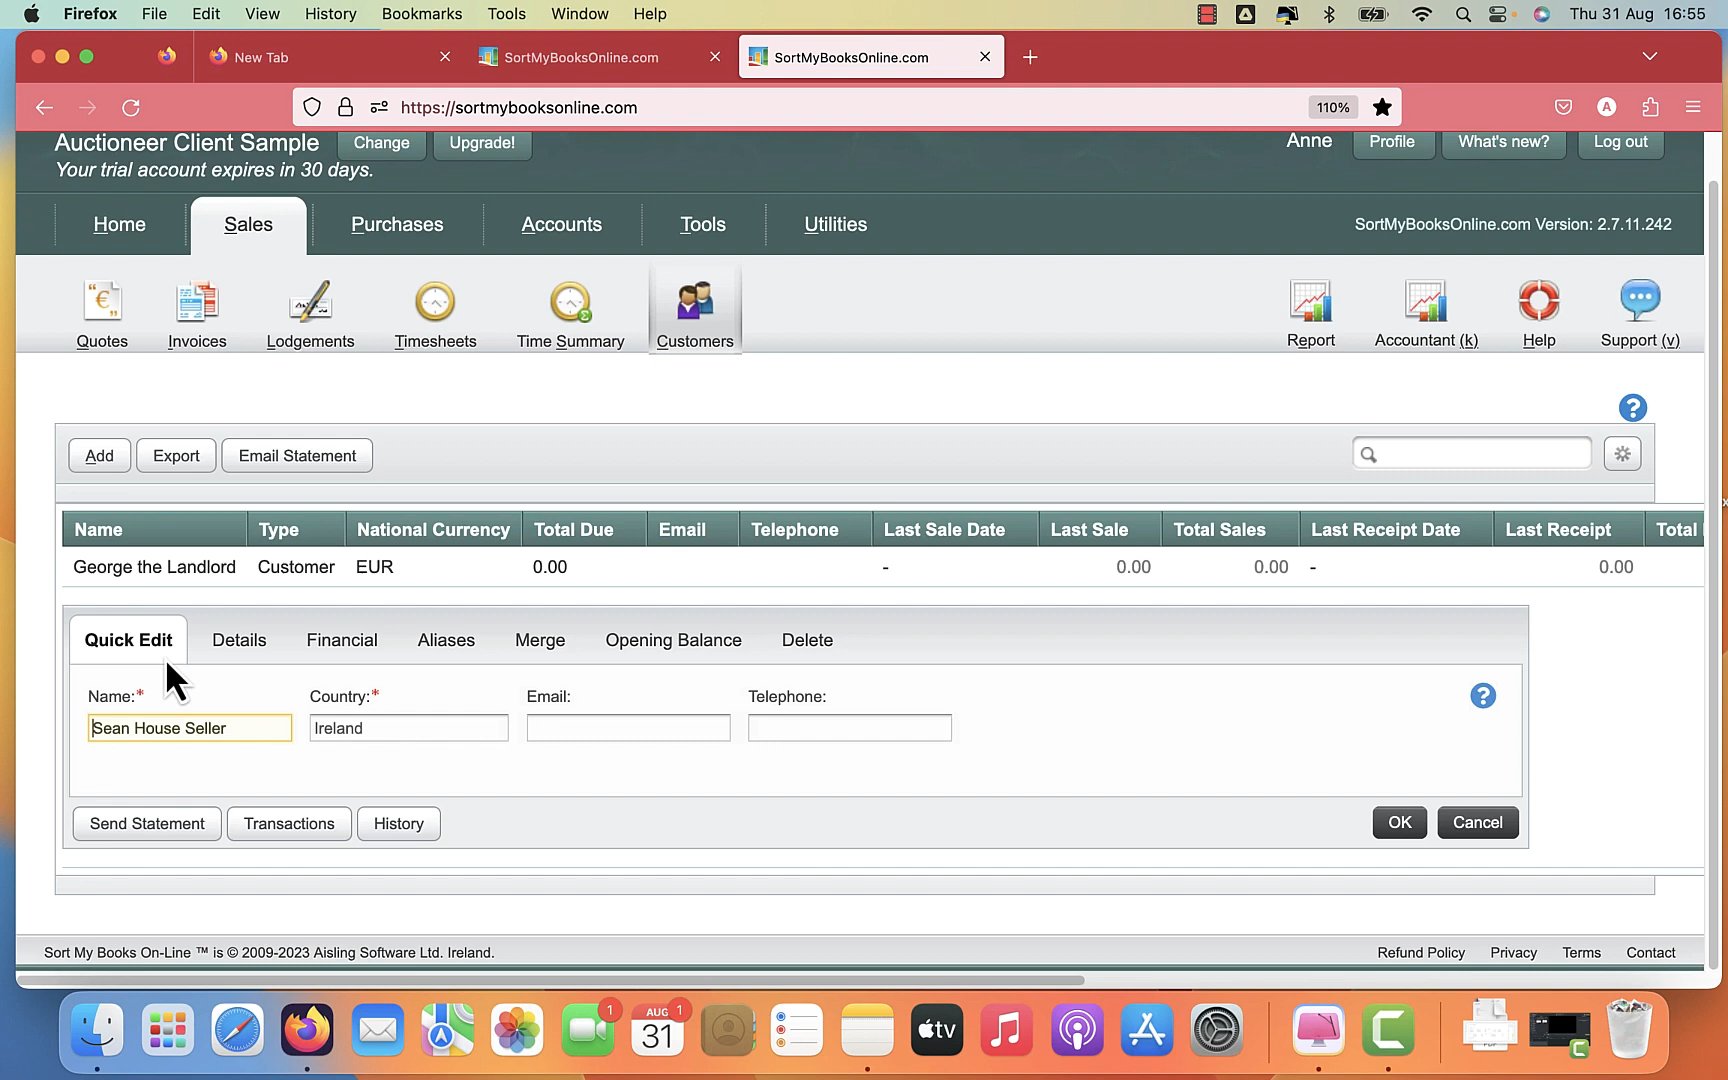 Firefox File Edit View History Bookmarks Tools Window Help Thu 31 Aug 16:55
New Tab SortMyBooksOnline.com SortMyBooksOnline.com
https://sortmybooksonline.com 110% A
Auctioneer Client Sample Change Upgrade! Anne Profile What's new? Log out
Your trial account expires in 30 days.
Home Sales Purchases Accounts Tools Utilities SortMyBooksOnline.com Version: 2.7.11.242
Quotes Invoices Lodgements Timesheets Time Summary Customers Report Accountant (k) Help Support (v)
?
Add Export Email Statement
Name Type National Currency Total Due Email Telephone Last Sale Date Last Sale Total Sales Last Receipt Date Last Receipt Total
George the Landlord Customer EUR 0.00 - 0.00 0.00 - 0.00
Quick Edit Details Financial Aliases Merge Opening Balance Delete
Name:* Country:* Email: Telephone: ?
Sean House Seller Ireland
Send Statement Transactions History OK Cancel
Sort My Books On-Line ™ is © 2009-2023 Aisling Software Ltd. Ireland. Refund Policy Privacy Terms Contact
1 AUG 1
31 tv